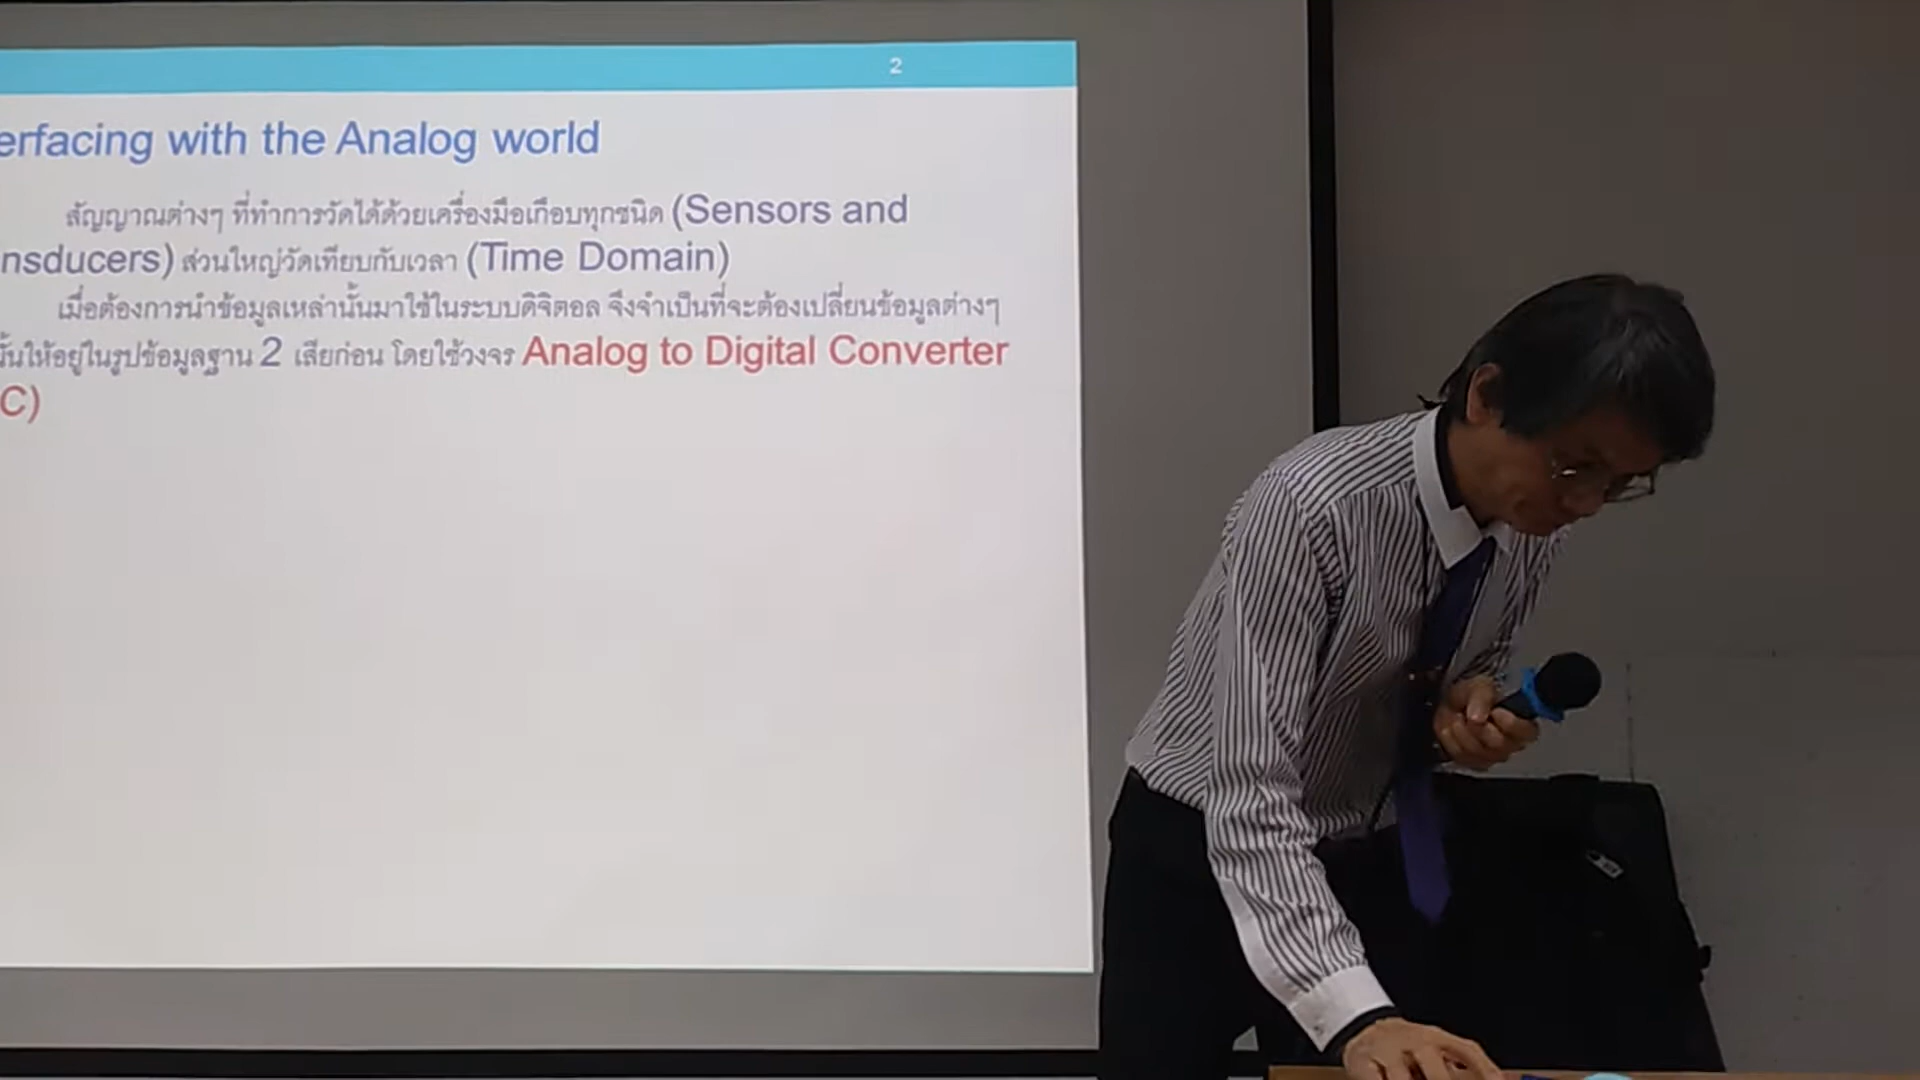 2
erfacing with the Analog world
สัญญาณต่างๆ ที่ทำการวัดได้ด้วยเครื่องมือเกือบทุกชนิด (Sensors and
nsducers) ส่วนใหญ่วัดเทียบกับเวลา (Time Domain)
เมื่อต้องการนำข้อมูลเหล่านั้นมาใช้ในระบบดิจิตอล จึงจำเป็นที่จะต้องเปลี่ยนข้อมูลต่างๆ
นั้นให้อยู่ในรูปข้อมูลฐาน 2 เสียก่อน โดยใช้วงจร Analog to Digital Converter
C)